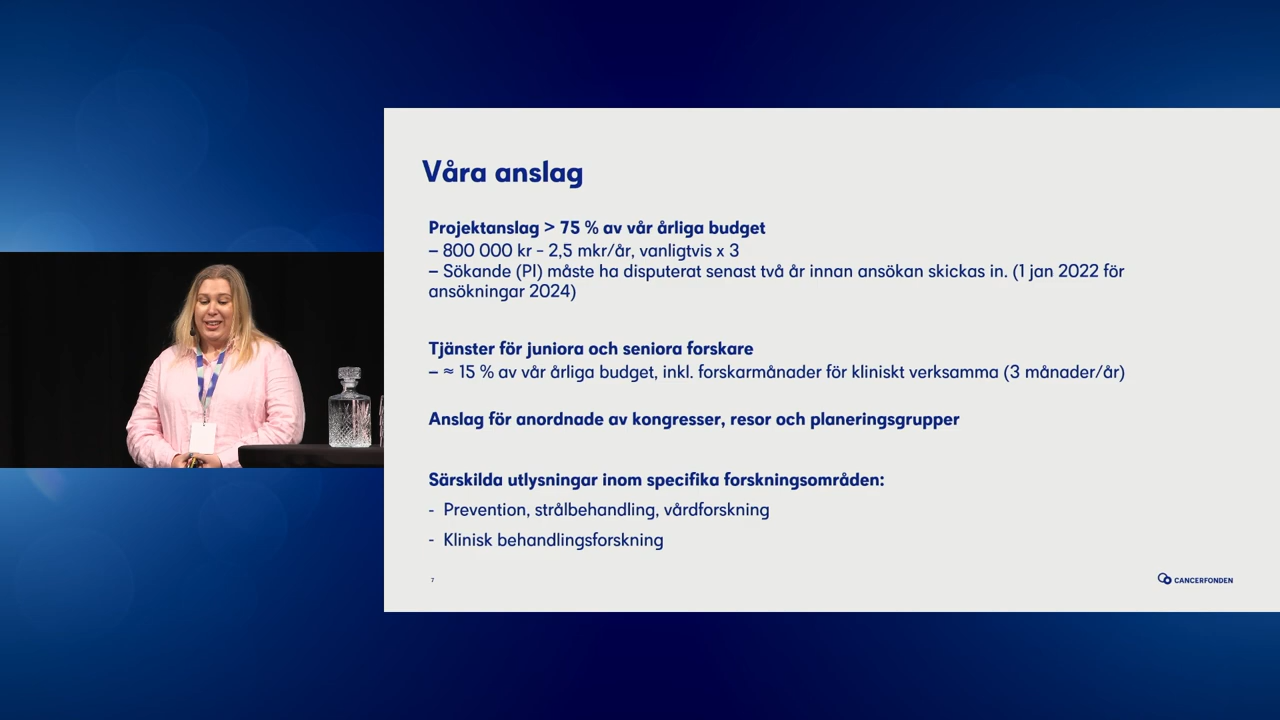 Våra anslag
Projektanslag > 75 % av vår årliga budget
– 800 000 kr – 2,5 mkr/år, vanligtvis x 3
– Sökande (PI) måste ha disputerat senast två år innan ansökan skickas in. (1 jan 2022 för
ansökningar 2024)
Tjänster för juniora och seniora forskare
– ≈ 15 % av vår årliga budget, inkl. forskarmånader för kliniskt verksamma (3 månader/år)
Anslag för anordnade av kongresser, resor och planeringsgrupper
Särskilda utlysningar inom specifika forskningsområden:
- Prevention, strålbehandling, vårdforskning
- Klinisk behandlingsforskning
7
CANCERFONDEN